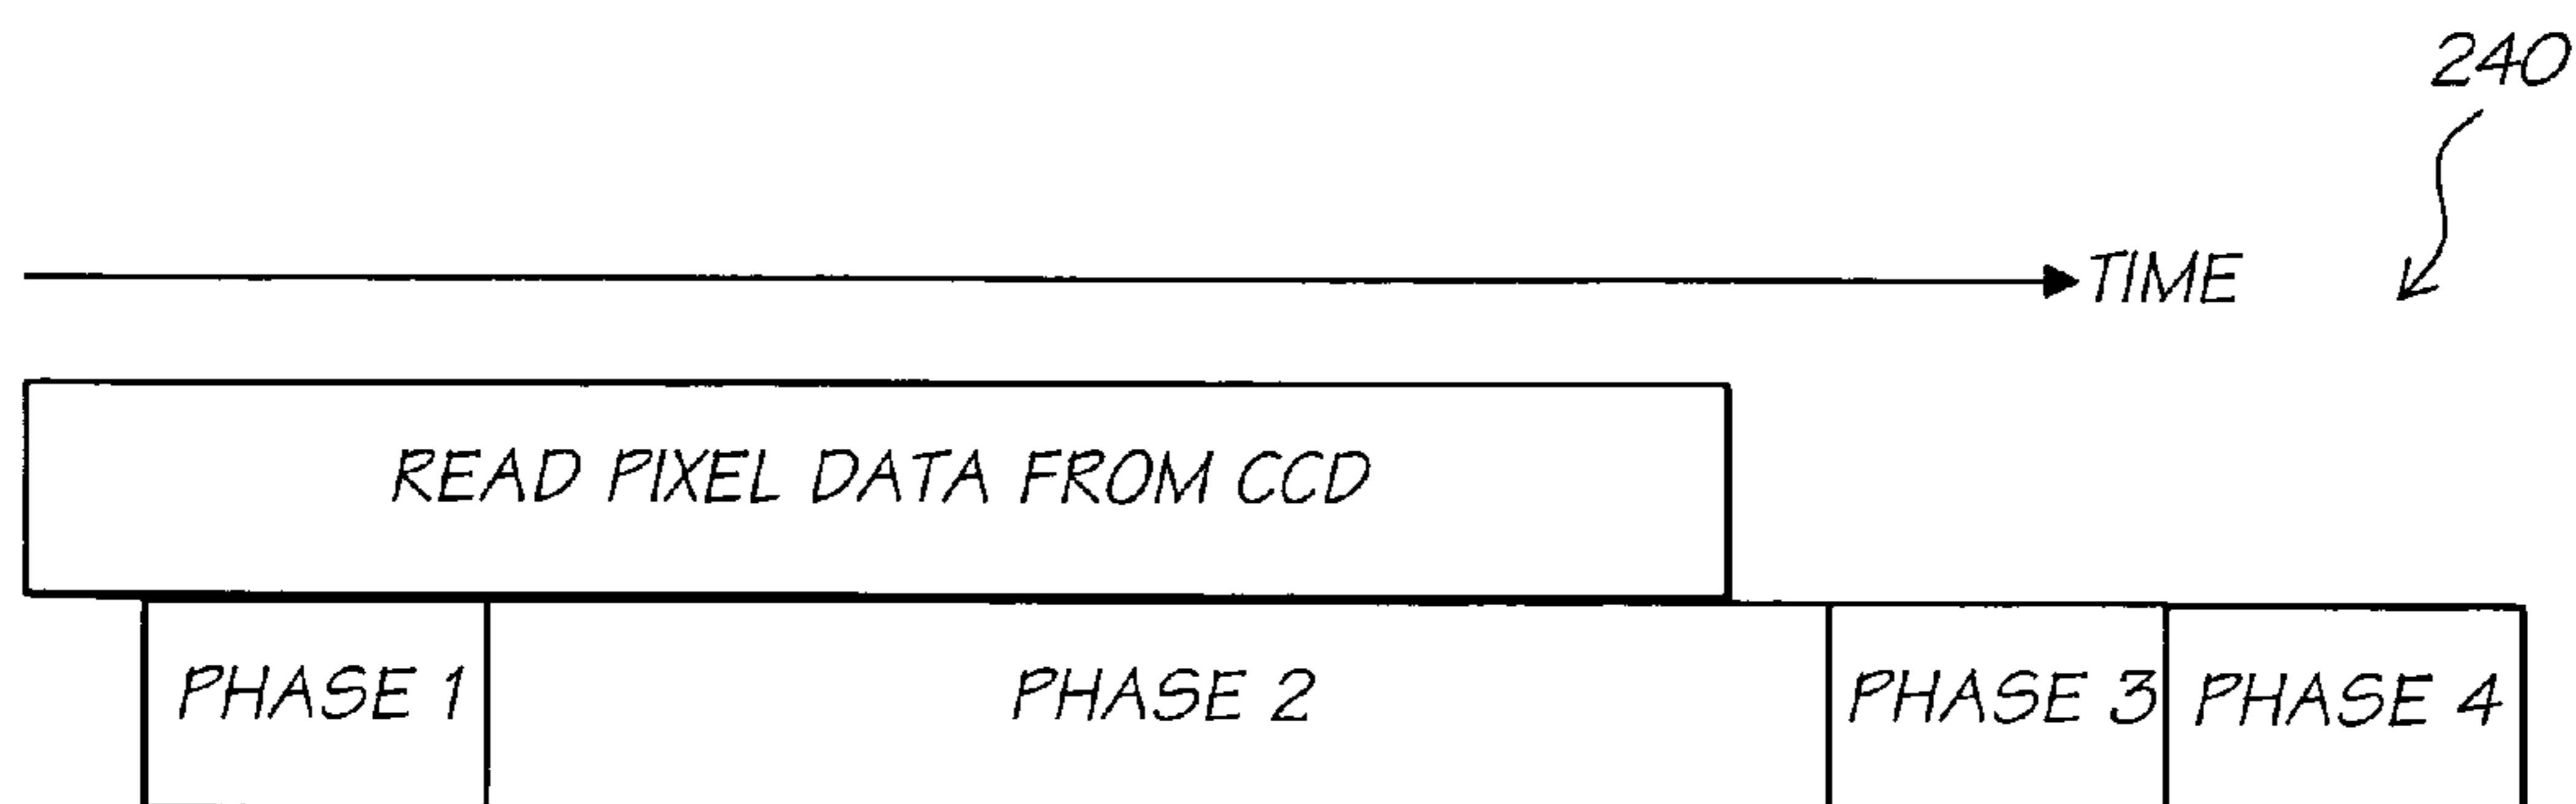 240
TIME
READ PIXEL DATA FROM CCD
PHASE 1 PHASE 2 PHASE 3 PHASE 4